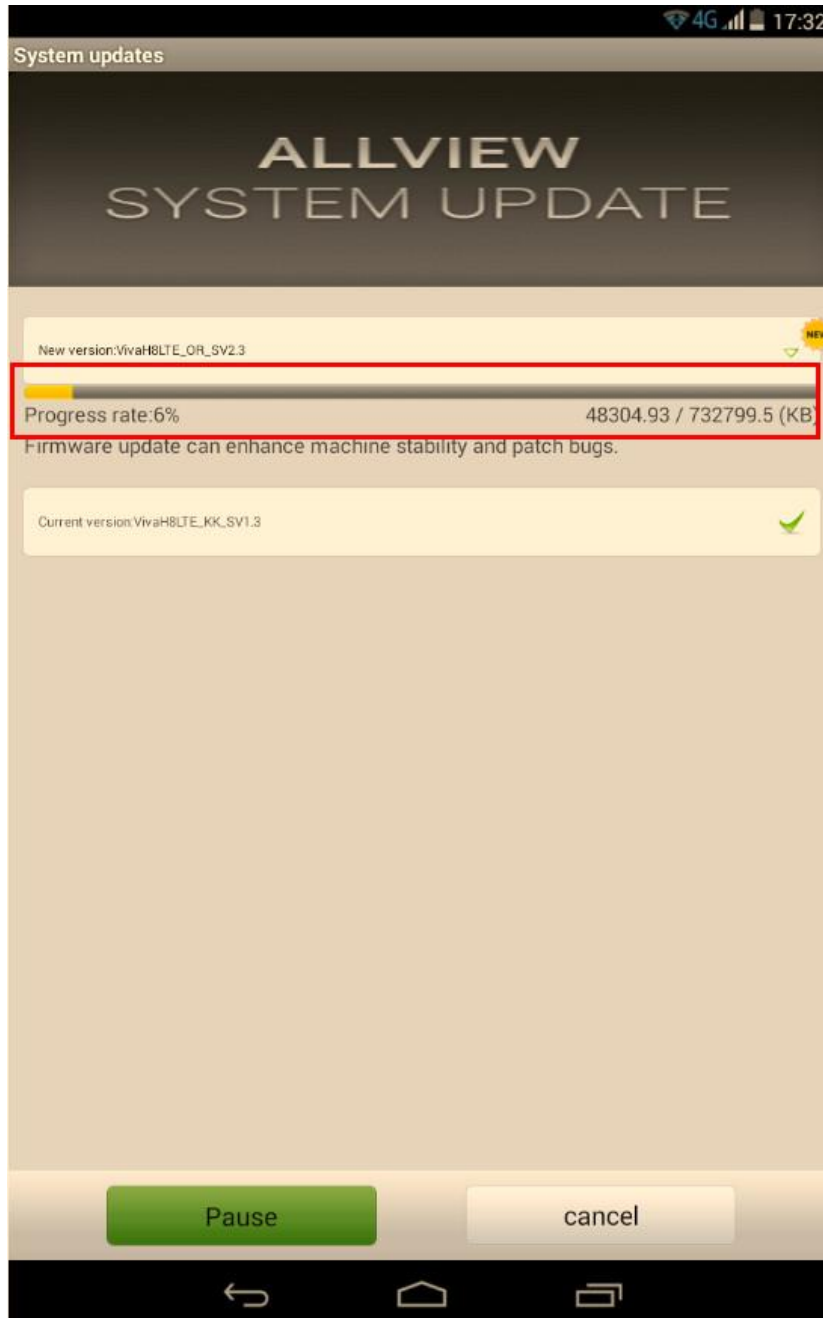 4G 17:32
System updates
ALLVIEW
SYSTEM UPDATE
NEW
New version:VivaH8LTE_OR_SV2.3
Progress rate:6% 48304.93 / 732799.5 (KB)
Firmware update can enhance machine stability and patch bugs.
Current version:VivaH8LTE_KK_SV1.3
Pause cancel